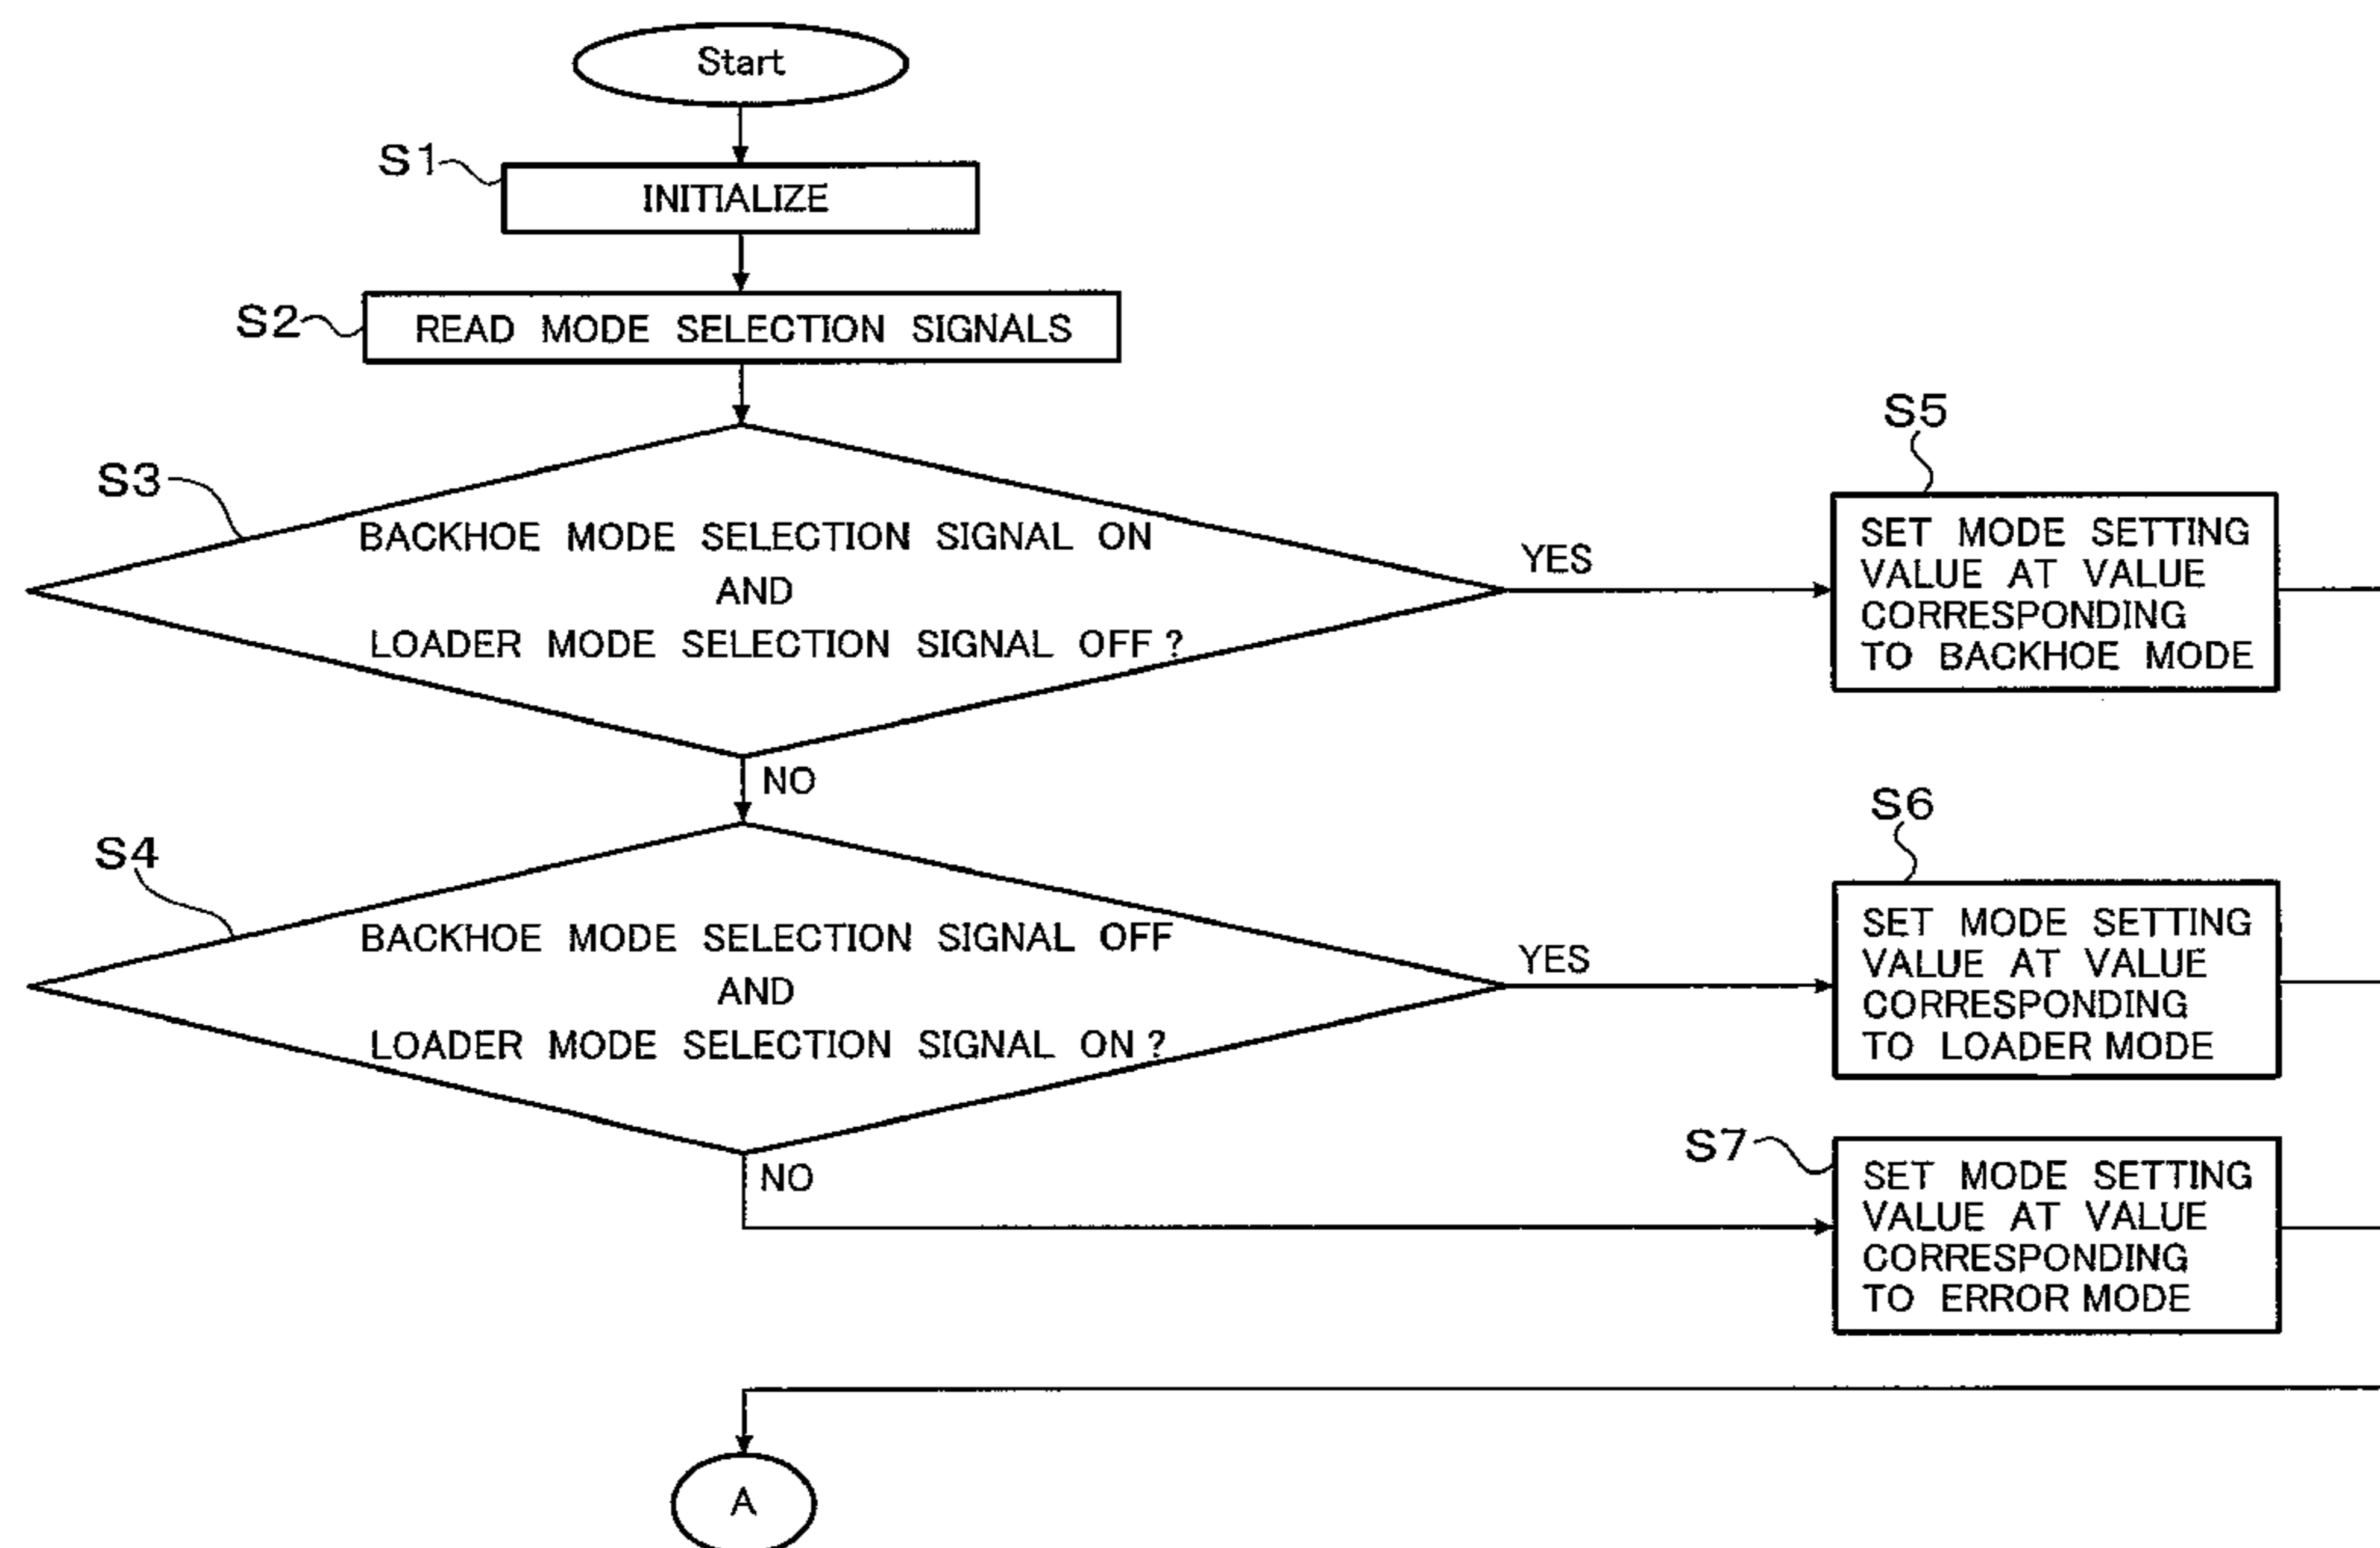 Start
S1
INITIALIZE
S2
READ MODE SELECTION SIGNALS
S3
BACKHOE MODE SELECTION SIGNAL ON
AND
LOADER MODE SELECTION SIGNAL OFF ?
YES
S5
SET MODE SETTING
VALUE AT VALUE
CORRESPONDING
TO BACKHOE MODE
NO
S4
BACKHOE MODE SELECTION SIGNAL OFF
AND
LOADER MODE SELECTION SIGNAL ON ?
YES
S6
SET MODE SETTING
VALUE AT VALUE
CORRESPONDING
TO LOADER MODE
NO
S7
SET MODE SETTING
VALUE AT VALUE
CORRESPONDING
TO ERROR MODE
A